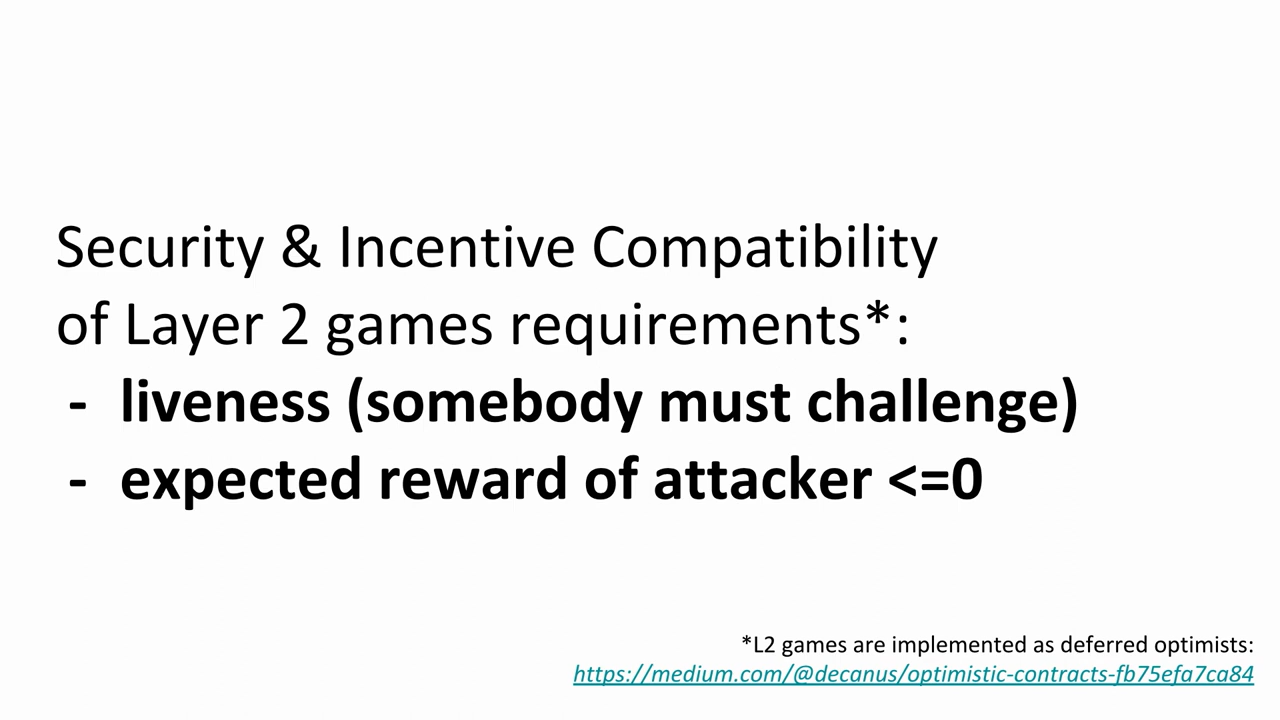 Security & Incentive Compatibility
of Layer 2 games requirements*:
- liveness (somebody must challenge)
- expected reward of attacker <=0
*L2 games are implemented as deferred optimists:
https://medium.com/@decanus/optimistic-contracts-fb75efa7ca84